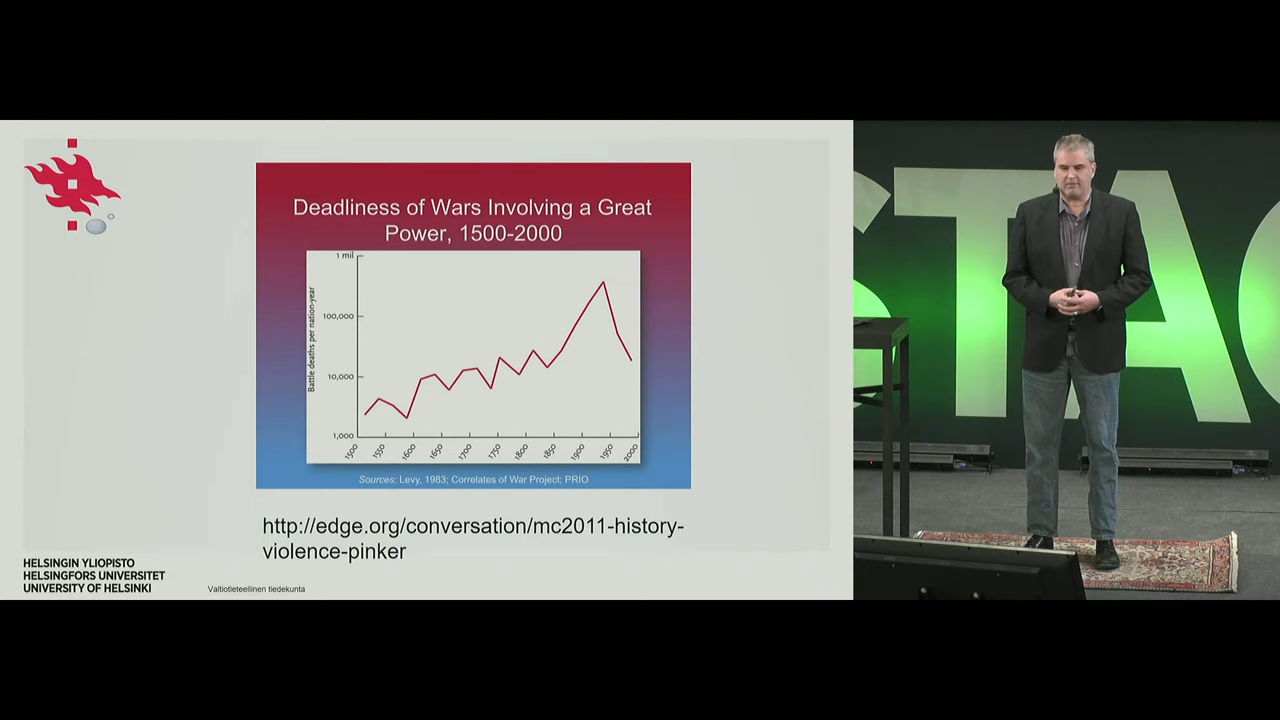 Deadliness of Wars Involving a Great
Power, 1500-2000
Battle deaths per nation-year
1 mil
100,000
10,000
1,000
1500
1550
1600
1650
1700
1750
1800
1850
1900
1950
2000
Sources: Levy, 1983; Correlates of War Project; PRIO
http://edge.org/conversation/mc2011-history-
violence-pinker
HELSINGIN YLIOPISTO
HELSINGFORS UNIVERSITET
UNIVERSITY OF HELSINKI
Valtiotieteellinen tiedekunta
STAG